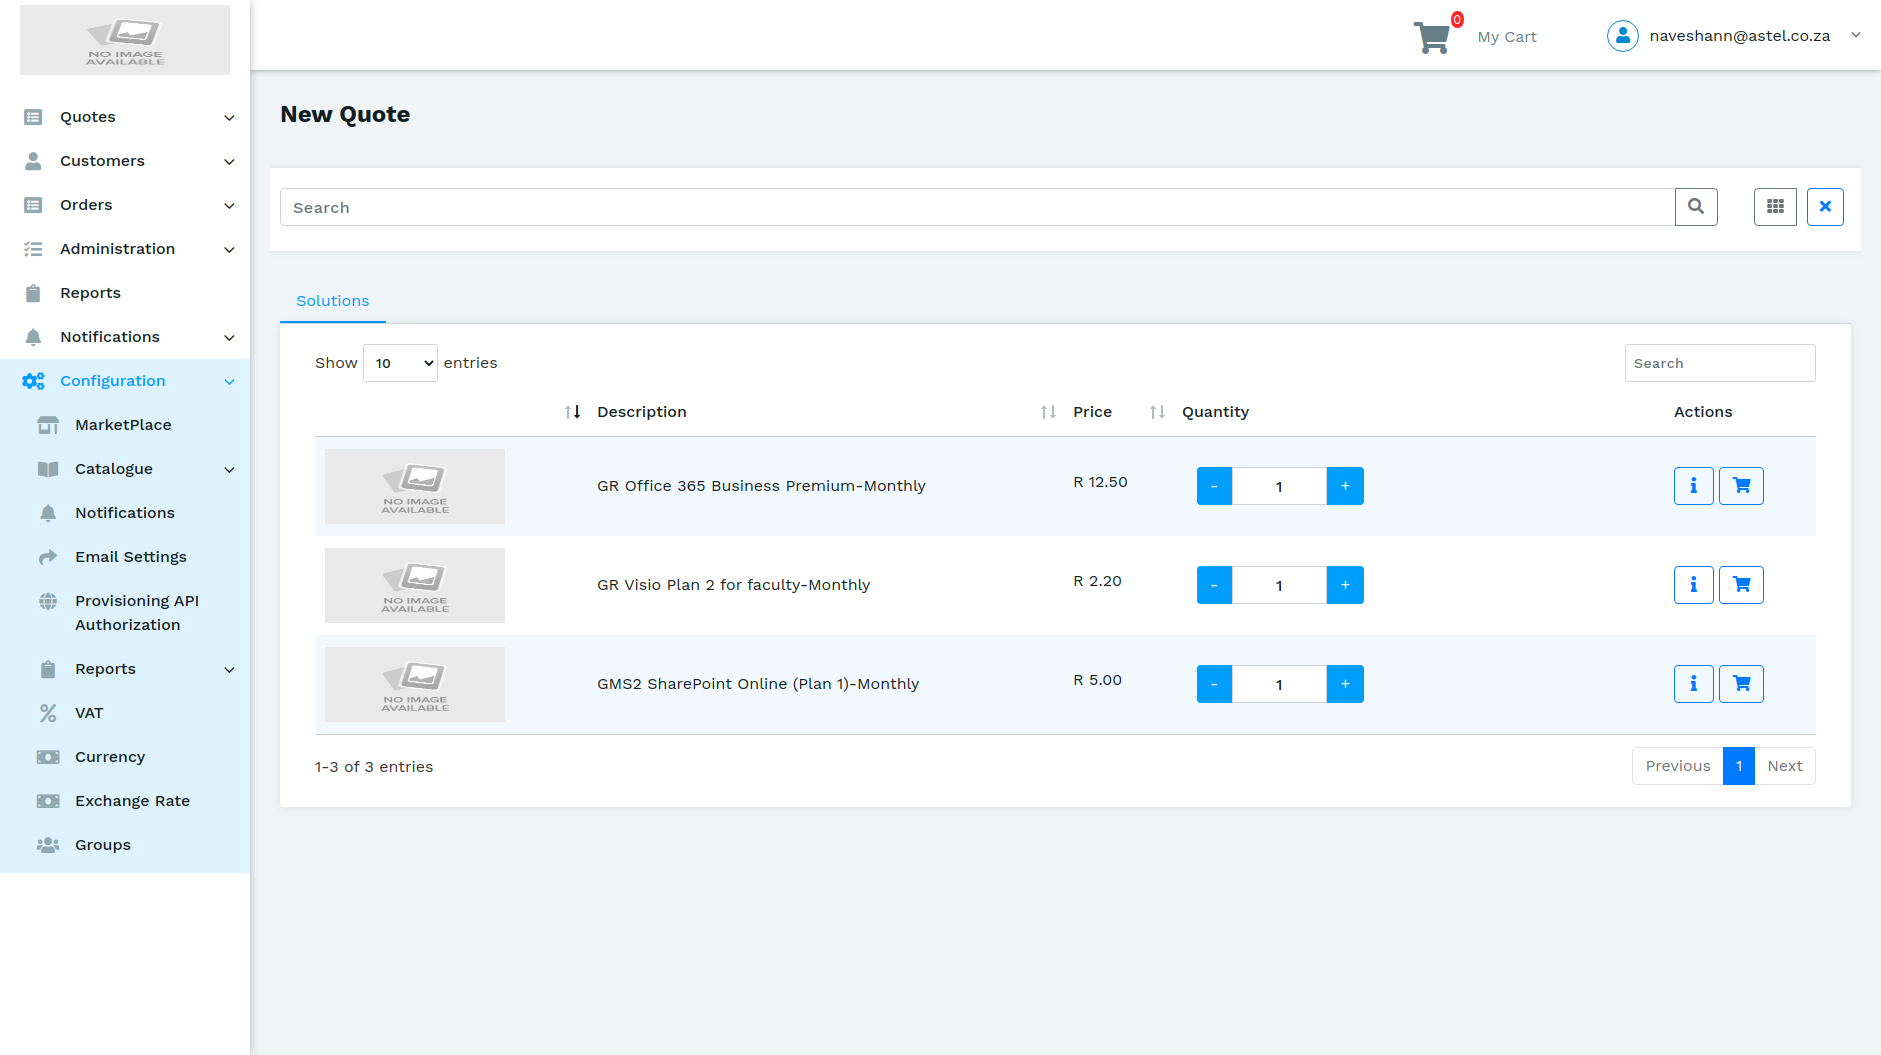 NO IMAGE
AVAILABLE
0
My Cart
naveshann@astel.co.za
Quotes
Customers
Orders
Administration
Reports
Notifications
Configuration
MarketPlace
Catalogue
Notifications
Email Settings
Provisioning API
Authorization
Reports
VAT
Currency
Exchange Rate
Groups
New Quote
Search
Solutions
Show 10 entries
Search
Description Price Quantity Actions
NO IMAGE
AVAILABLE
GR Office 365 Business Premium-Monthly R 12.50 - 1 +
NO IMAGE
AVAILABLE
GR Visio Plan 2 for faculty-Monthly R 2.20 - 1 +
NO IMAGE
AVAILABLE
GMS2 SharePoint Online (Plan 1)-Monthly R 5.00 - 1 +
1-3 of 3 entries
Previous 1 Next